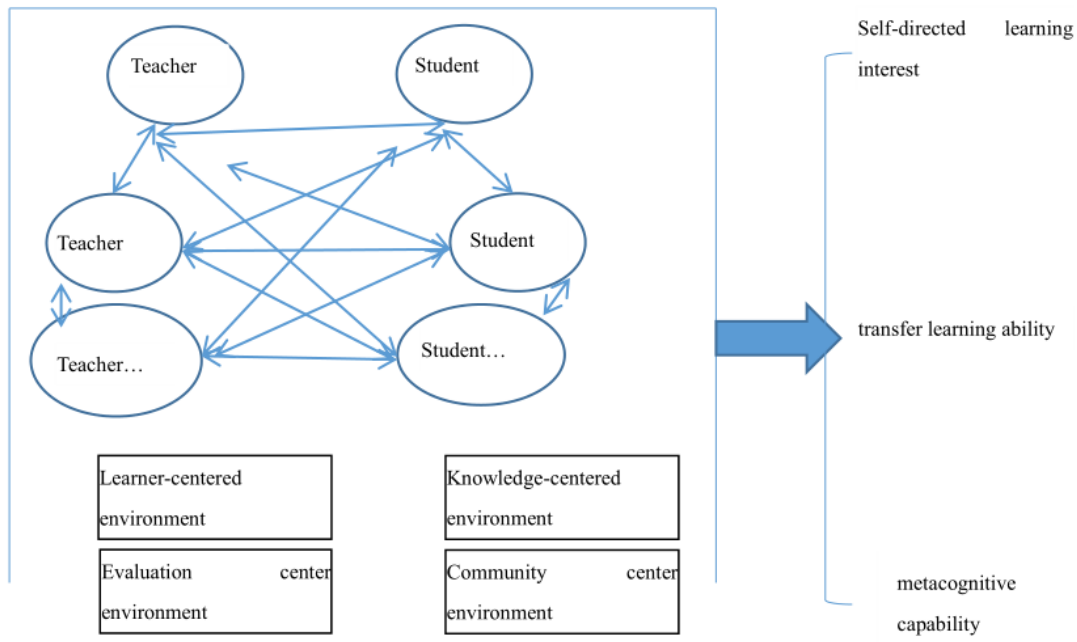 Teacher
Student
Self-directed learning
interest
Teacher
Student
Teacher…
Student…
transfer learning ability
Learner-centered
environment
Knowledge-centered
environment
Evaluation center
environment
Community center
environment
metacognitive
capability